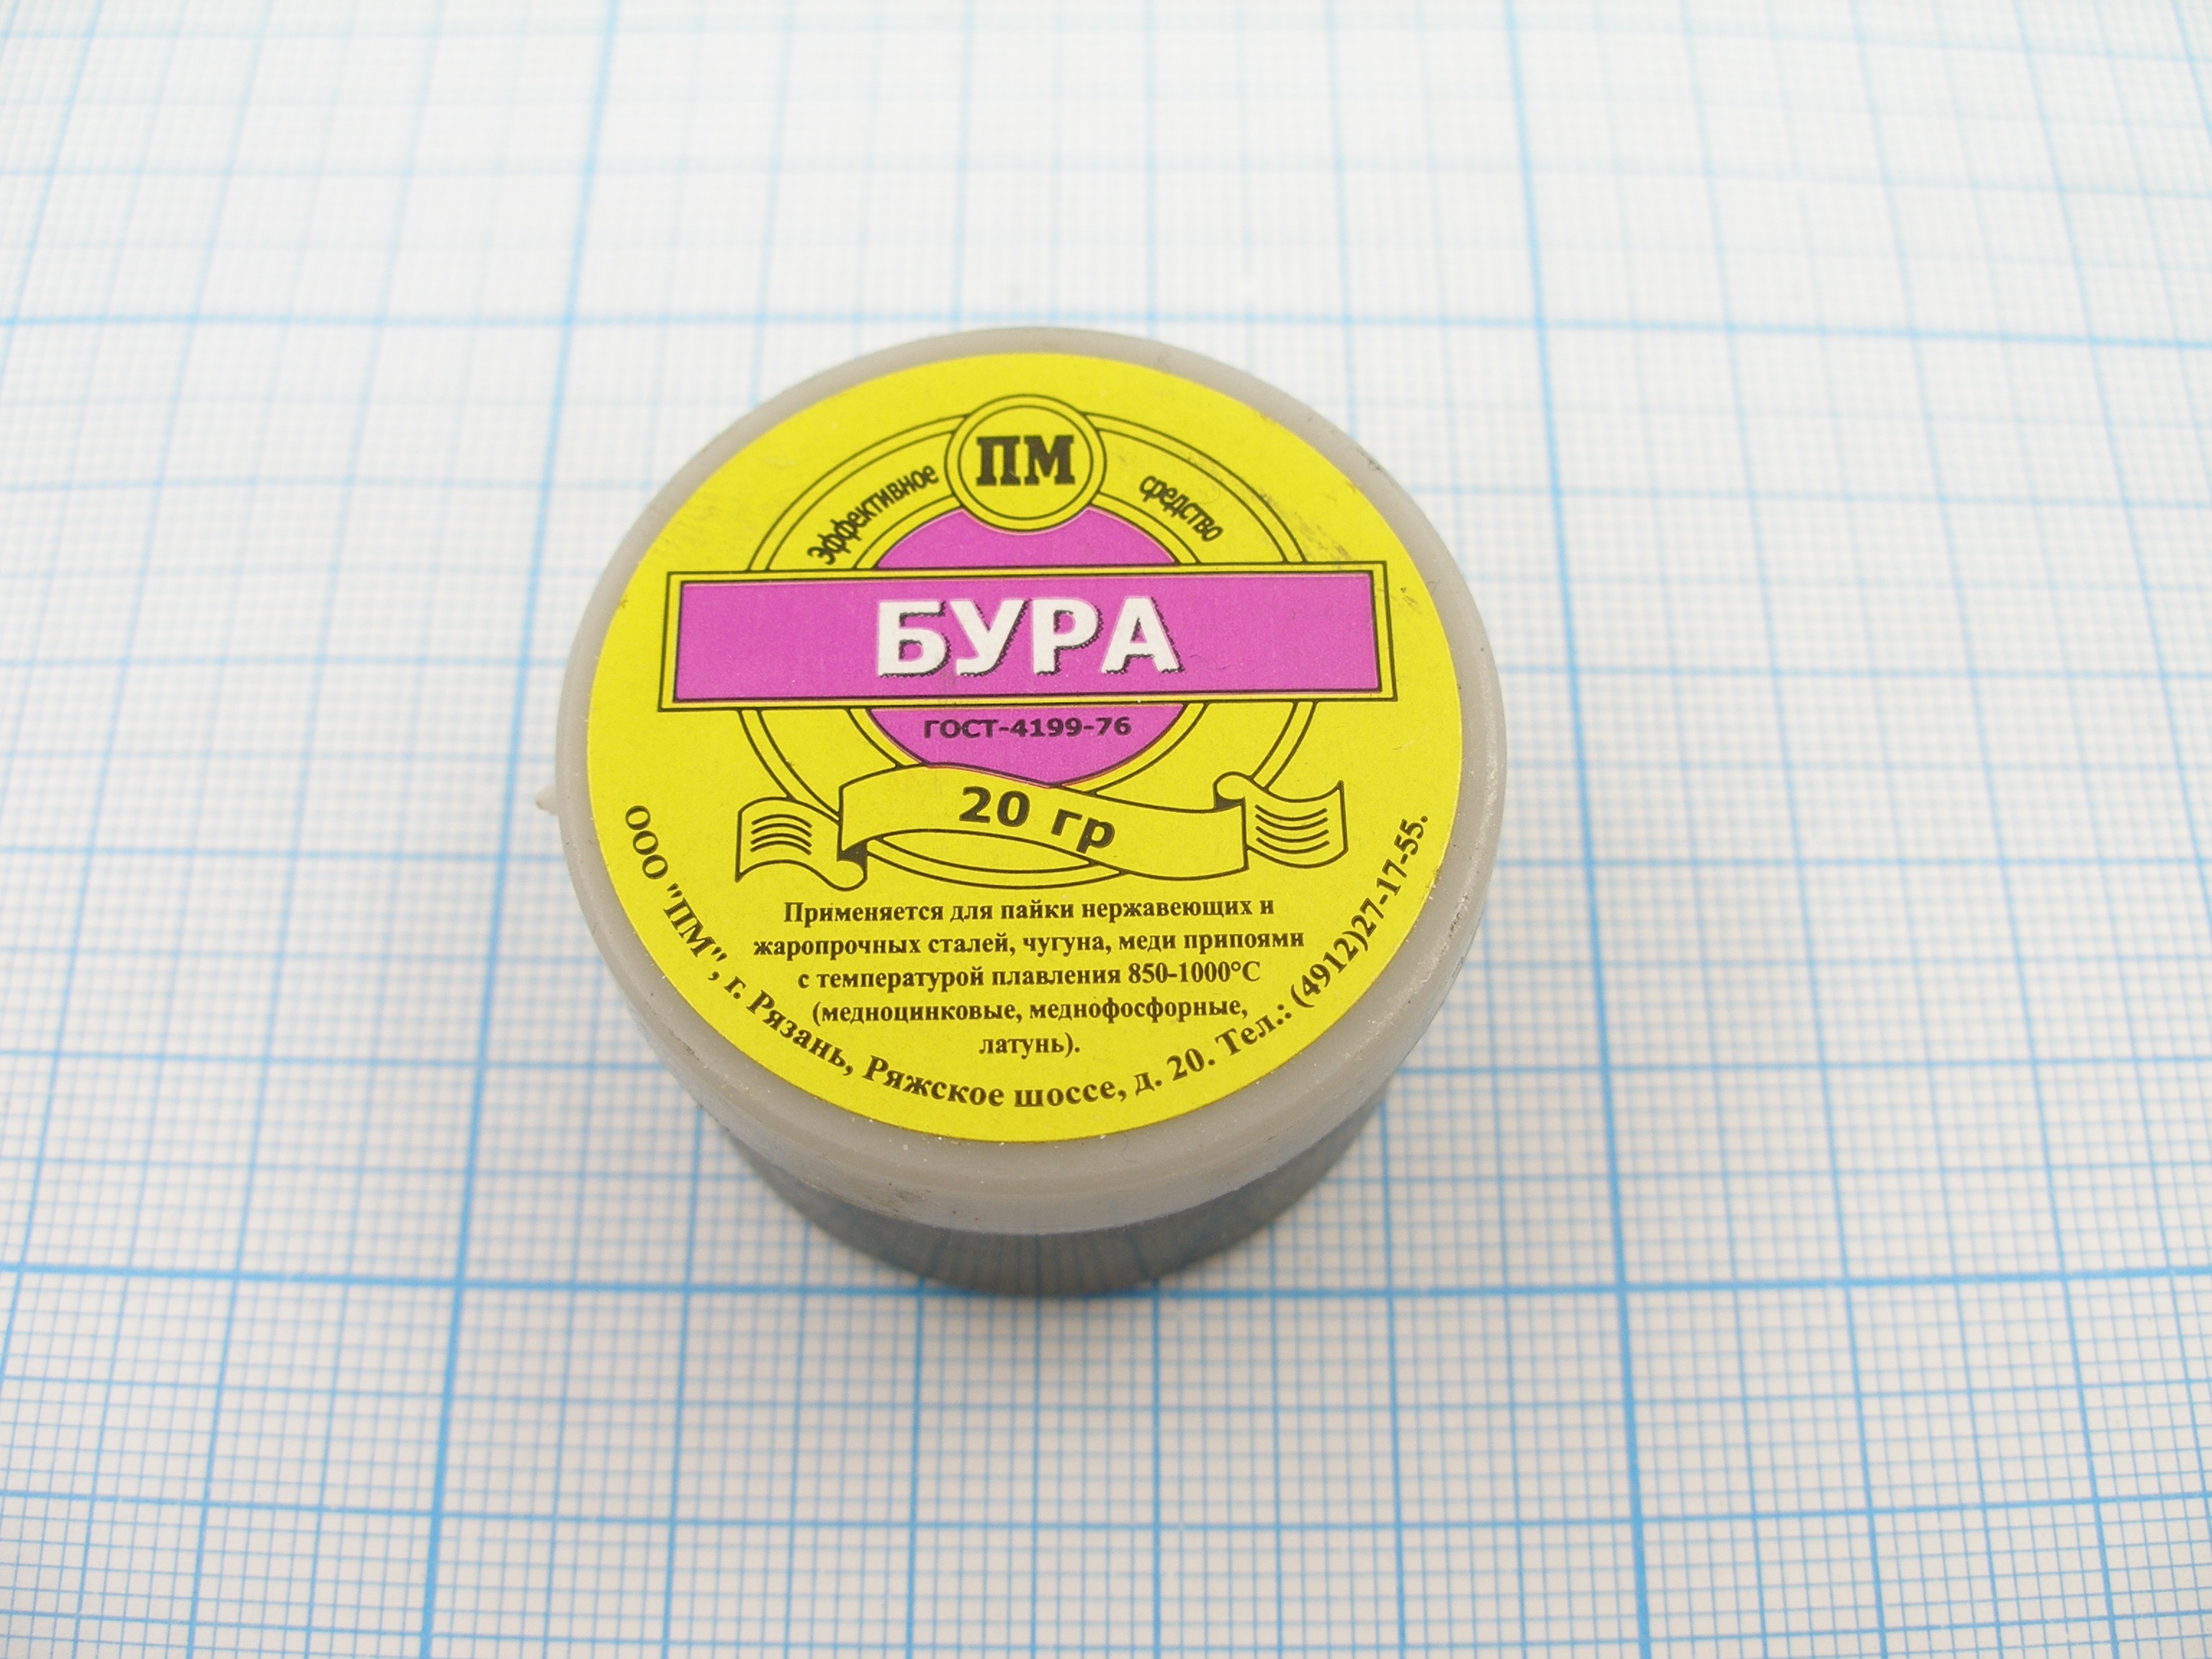 ПМ
Эффективное средство
БУРА
ГОСТ-4199-76
20 гр
Применяется для пайки нержавеющих и
жаропрочных сталей, чугуна, меди припоями
с температурой плавления 850-1000°С
(медноцинковые, меднофосфорные,
латунь).
ООО "ПМ", г. Рязань, Ряжское шоссе, д. 20. Тел.: (4912)27-17-55.